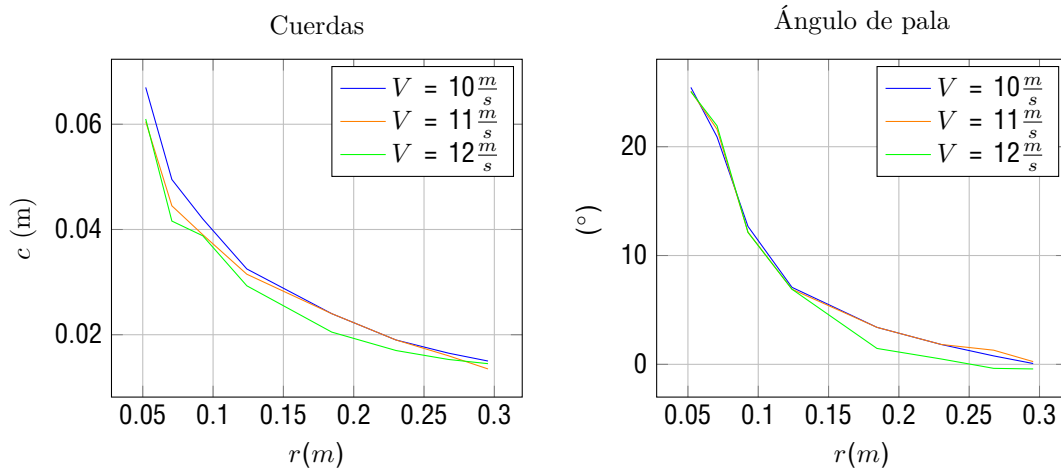 Cuerdas
V = 10 m/s
V = 11 m/s
V = 12 m/s
0.06
0.04
0.02
c (m)
0.05 0.1 0.15 0.2 0.25 0.3
r(m)
Ángulo de pala
V = 10 m/s
V = 11 m/s
V = 12 m/s
20
10
0
(°)
0.05 0.1 0.15 0.2 0.25 0.3
r(m)